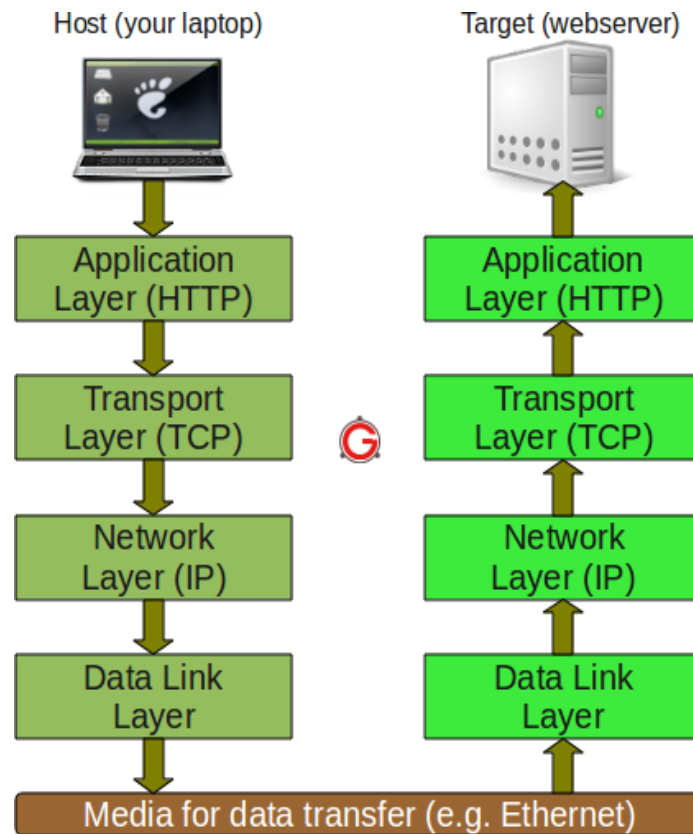 Host (your laptop)
Target (webserver)
Application
Layer (HTTP)
Transport
Layer (TCP)
Network
Layer (IP)
Data Link
Layer
Application
Layer (HTTP)
Transport
Layer (TCP)
Network
Layer (IP)
Data Link
Layer
G
Media for data transfer (e.g. Ethernet)